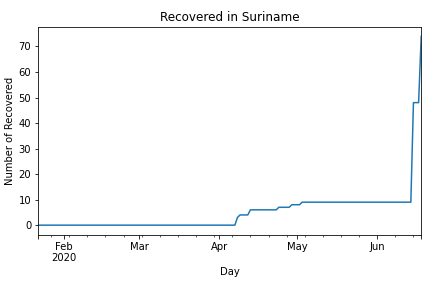 Recovered in Suriname
Number of Recovered
70
60
50
40
30
20
10
0
Feb
2020
Mar
Apr
May
Jun
Day